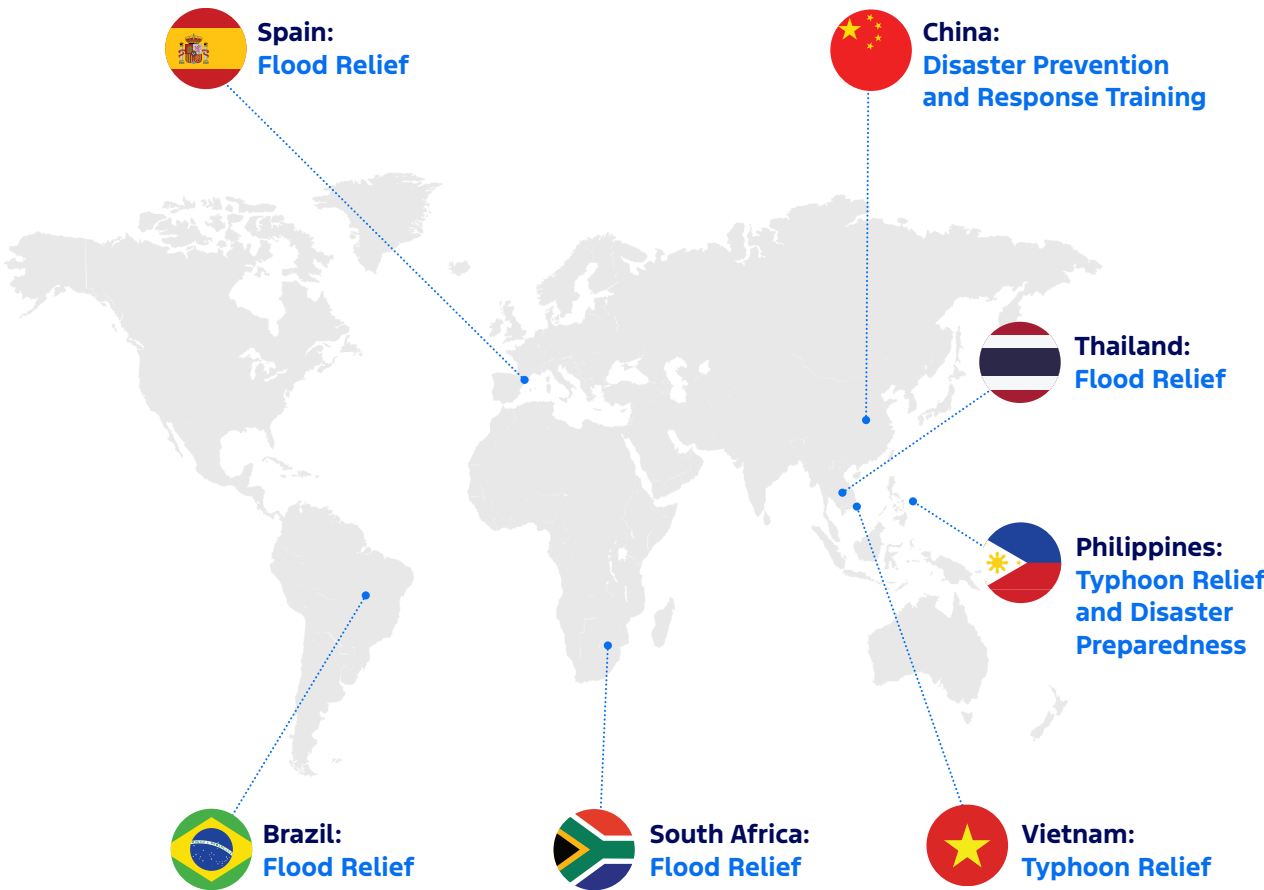 Spain:
Flood Relief
China:
Disaster Prevention
and Response Training
Thailand:
Flood Relief
Philippines:
Typhoon Relief
and Disaster
Preparedness
Brazil:
Flood Relief
South Africa:
Flood Relief
Vietnam:
Typhoon Relief